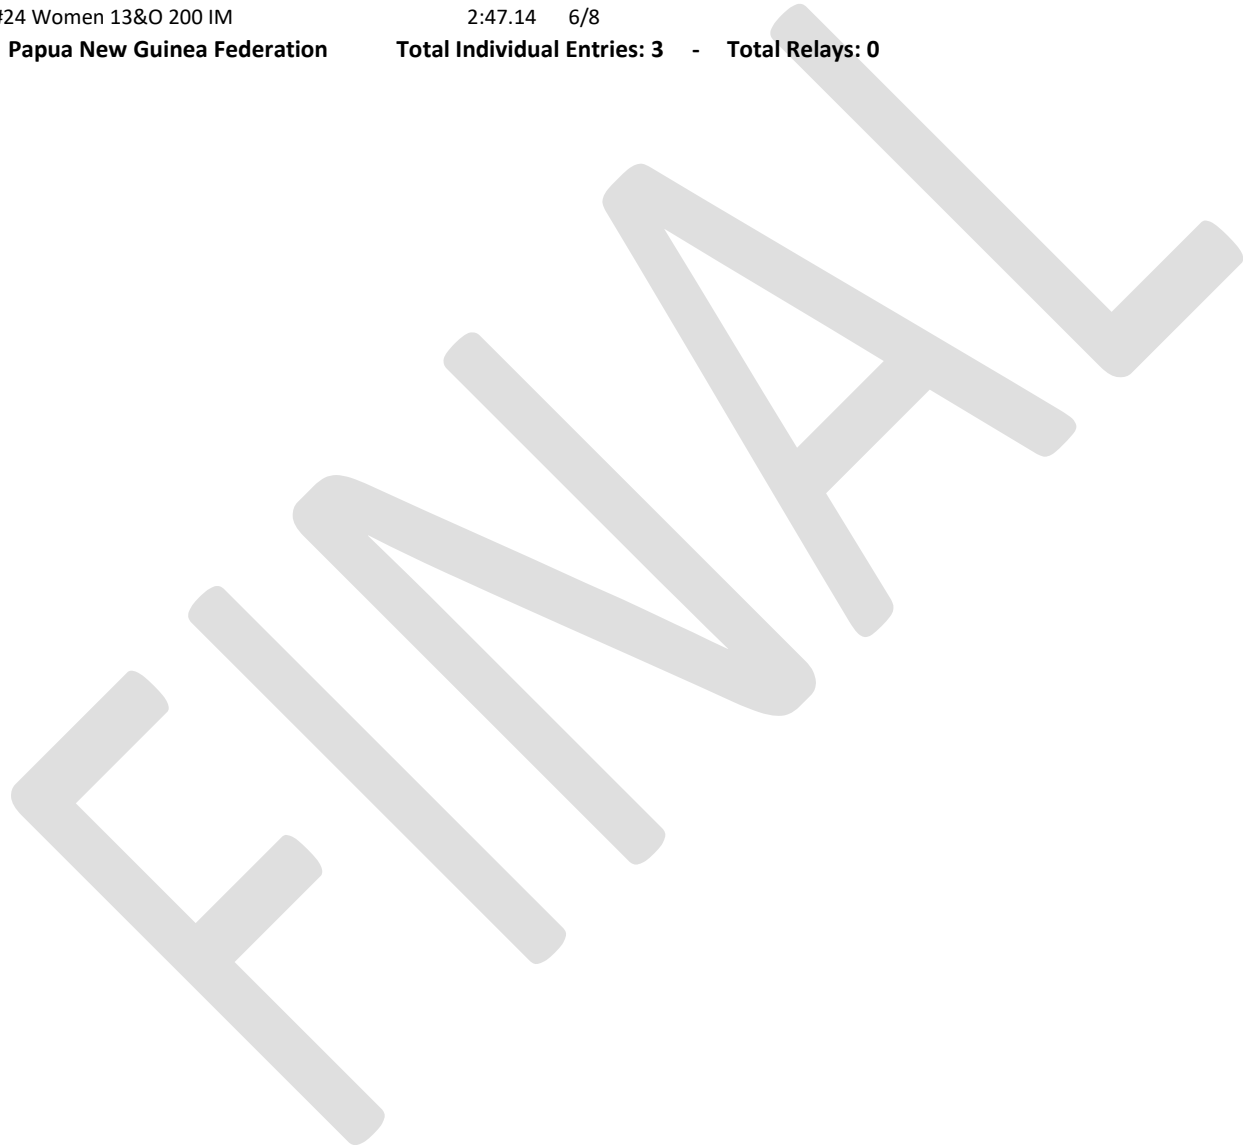 #24 Women 13&O 200 IM 2:47.14 6/8
Papua New Guinea Federation Total Individual Entries: 3 - Total Relays: 0
FINAL